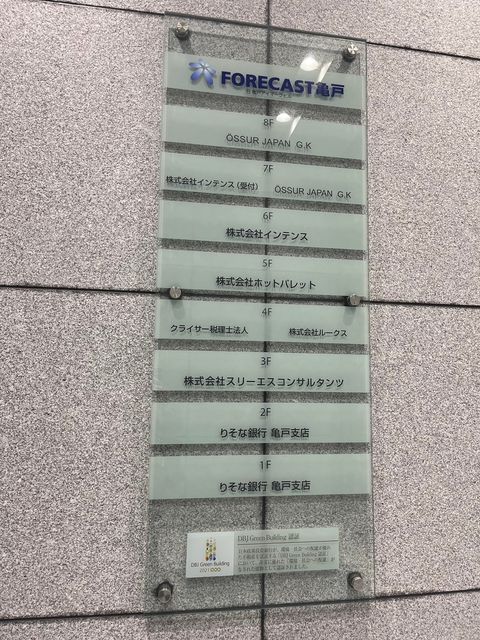 FORECAST亀戸
8F
ÖSSUR JAPAN G.K
7F
株式会社インテンス(受付) ÖSSUR JAPAN G.K
6F
株式会社インテンス
5F
株式会社ホットパレット
4F
クライサー税理士法人 株式会社ルークス
3F
株式会社スリーエスコンサルタンツ
2F
りそな銀行 亀戸支店
1F
りそな銀行 亀戸支店
DBJ Green Building 認証
DBJ Green Building
2021